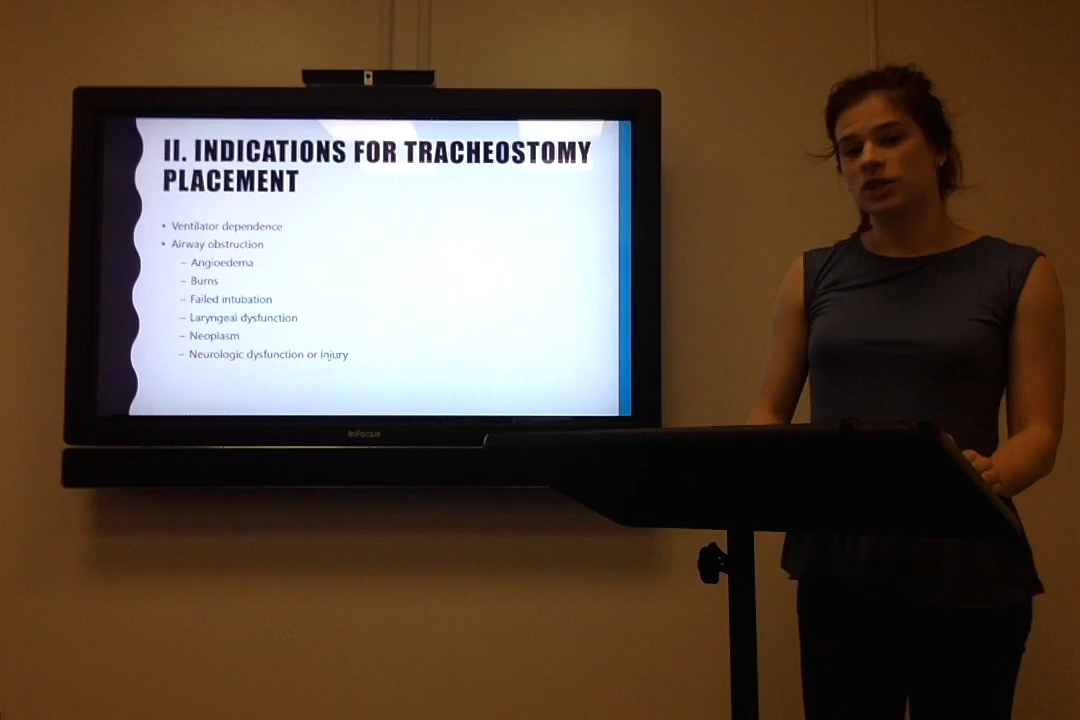 II. INDICATIONS FOR TRACHEOSTOMY
PLACEMENT
• Ventilator dependence
• Airway obstruction
– Angioedema
– Burns
– Failed intubation
– Laryngeal dysfunction
– Neoplasm
– Neurologic dysfunction or injury
InFocus